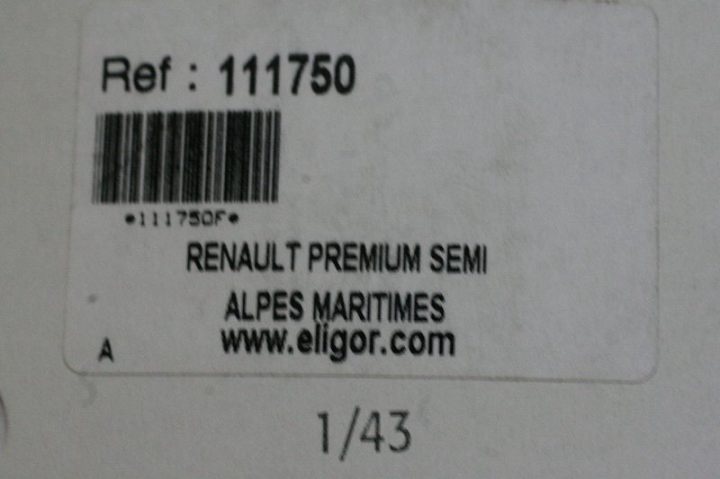 Ref : 111750
*111750F*
RENAULT PREMIUM SEMI
ALPES MARITIMES
www.eligor.com
A
1/43